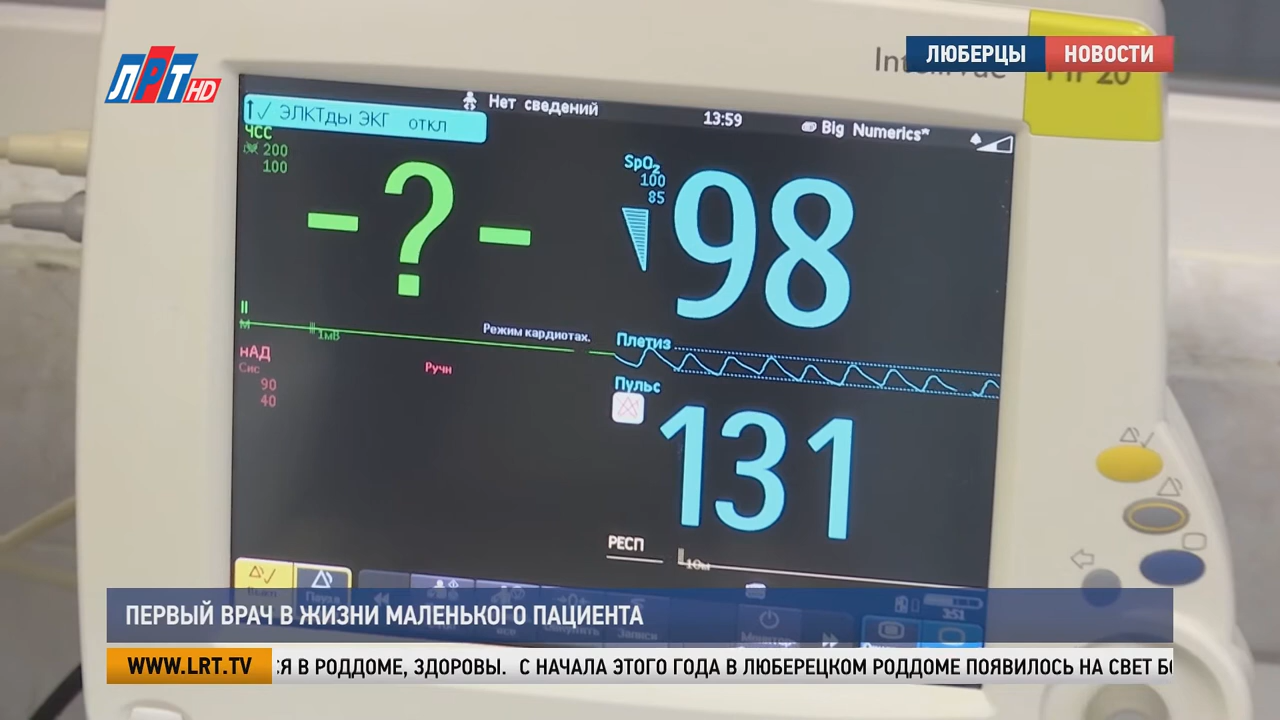 ЛРТ HD
ЛЮБЕРЦЫ НОВОСТИ
ЭЛКТды ЭКГ откл
Нет сведений
13:59
Big Numerics*
ЧСС
200
100
-?-
SpO₂
100
85
98
II
М
1мВ
Режим кардиотах.
нАД
Сис
90
40
Ручн
Плетиз
Пульс
131
РЕСП
ПЕРВЫЙ ВРАЧ В ЖИЗНИ МАЛЕНЬКОГО ПАЦИЕНТА
WWW.LRT.TV
СЯ В РОДДОМЕ, ЗДОРОВЫ. С НАЧАЛА ЭТОГО ГОДА В ЛЮБЕРЕЦКОМ РОДДОМЕ ПОЯВИЛОСЬ НА СВЕТ